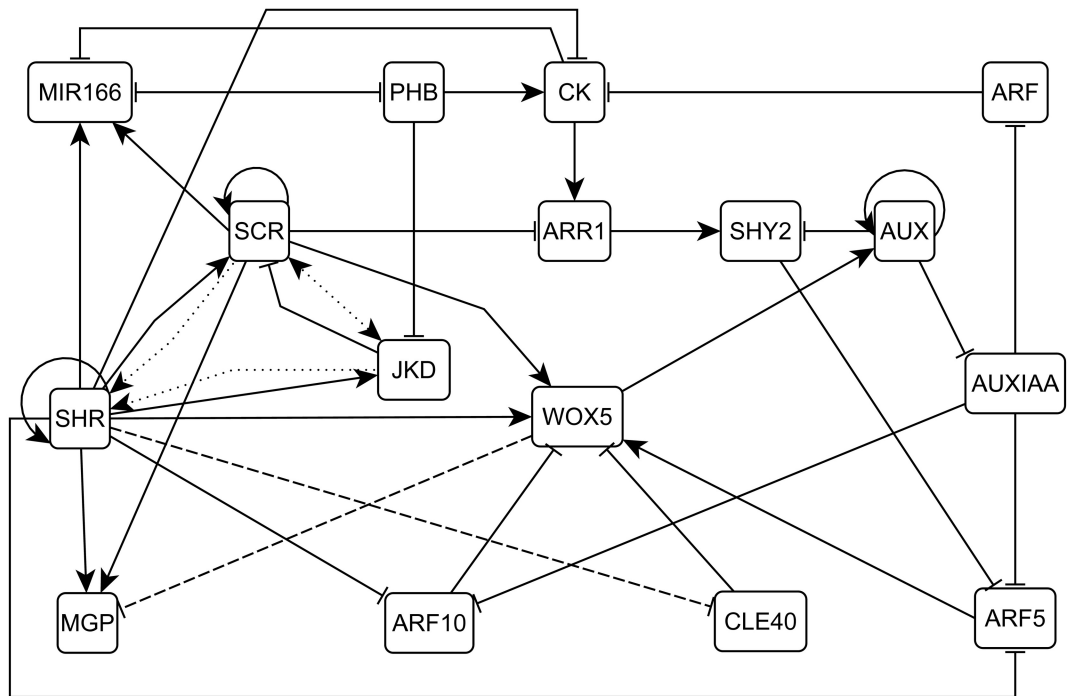 MIR166
PHB
CK
ARF
SCR
ARR1
SHY2
AUX
JKD
AUXIAA
SHR
WOX5
MGP
ARF10
CLE40
ARF5